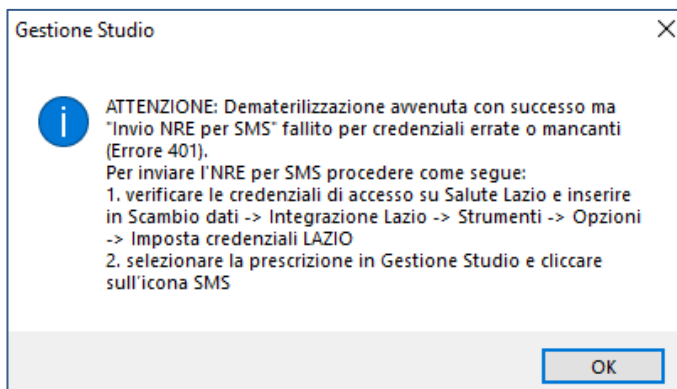 Gestione Studio
ATTENZIONE: Dematerilizzazione avvenuta con successo ma
"Invio NRE per SMS" fallito per credenziali errate o mancanti
(Errore 401).
Per inviare l'NRE per SMS procedere come segue:
1. verificare le credenziali di accesso su Salute Lazio e inserire
in Scambio dati -> Integrazione Lazio -> Strumenti -> Opzioni
-> Imposta credenziali LAZIO
2. selezionare la prescrizione in Gestione Studio e cliccare
sull'icona SMS
OK